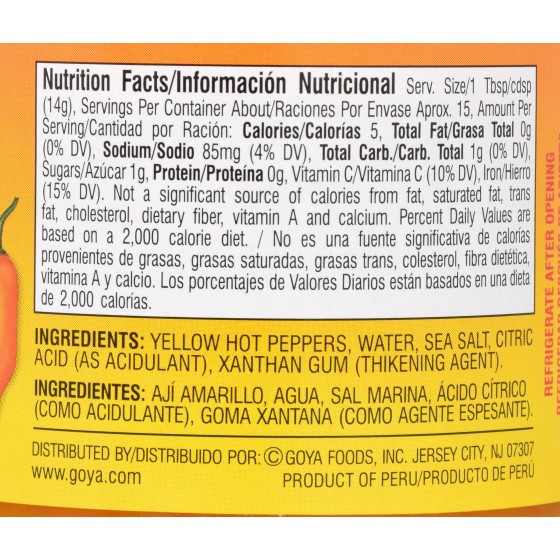 Nutrition Facts/Información Nutricional Serv. Size/1 Tbsp/cdsp
(14g), Servings Per Container About/Raciones Por Envase Aprox. 15, Amount Per
Serving/Cantidad por Ración: Calories/Calorías 5, Total Fat/Grasa Total 0g
(0% DV), Sodium/Sodio 85mg (4% DV), Total Carb./Carb. Total 1g (0% DV),
Sugars/Azúcar 1g, Protein/Proteína 0g, Vitamin C/Vitamina C (10% DV), Iron/Hierro
(15% DV). Not a significant source of calories from fat, saturated fat, trans
fat, cholesterol, dietary fiber, vitamin A and calcium. Percent Daily Values are
based on a 2,000 calorie diet. / No es una fuente significativa de calorías
provenientes de grasas, grasas saturadas, grasas trans, colesterol, fibra dietética,
vitamina A y calcio. Los porcentajes de Valores Diarios están basados en una dieta
de 2,000 calorías.
INGREDIENTS: YELLOW HOT PEPPERS, WATER, SEA SALT, CITRIC
ACID (AS ACIDULANT), XANTHAN GUM (THIKENING AGENT).
INGREDIENTES: AJÍ AMARILLO, AGUA, SAL MARINA, ÁCIDO CÍTRICO
(COMO ACIDULANTE), GOMA XANTANA (COMO AGENTE ESPESANTE).
DISTRIBUTED BY/DISTRIBUIDO POR: © GOYA FOODS, INC. JERSEY CITY, NJ 07307
www.goya.com PRODUCT OF PERU/PRODUCTO DE PERÚ
REFRIGERATE AFTER OPENING